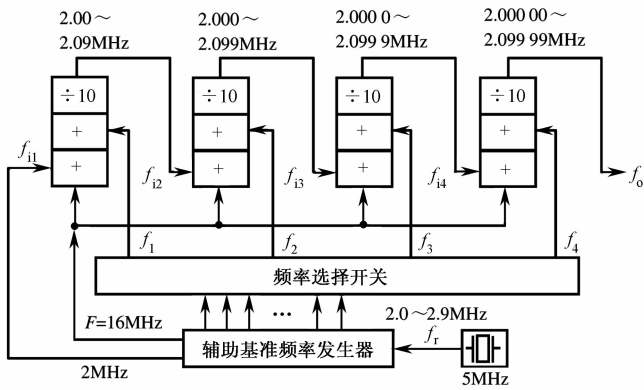 2.00～
2.09MHz
2.000～
2.099MHz
2.000 0～
2.099 9MHz
2.000 00～
2.099 99MHz
÷10
÷10
÷10
÷10
+
+
+
+
+
+
+
+
fi1
fi2
fi3
fi4
fo
f1
f2
f3
f4
频率选择开关
F=16MHz
...
2.0～2.9MHz
辅助基准频率发生器
fr
2MHz
5MHz